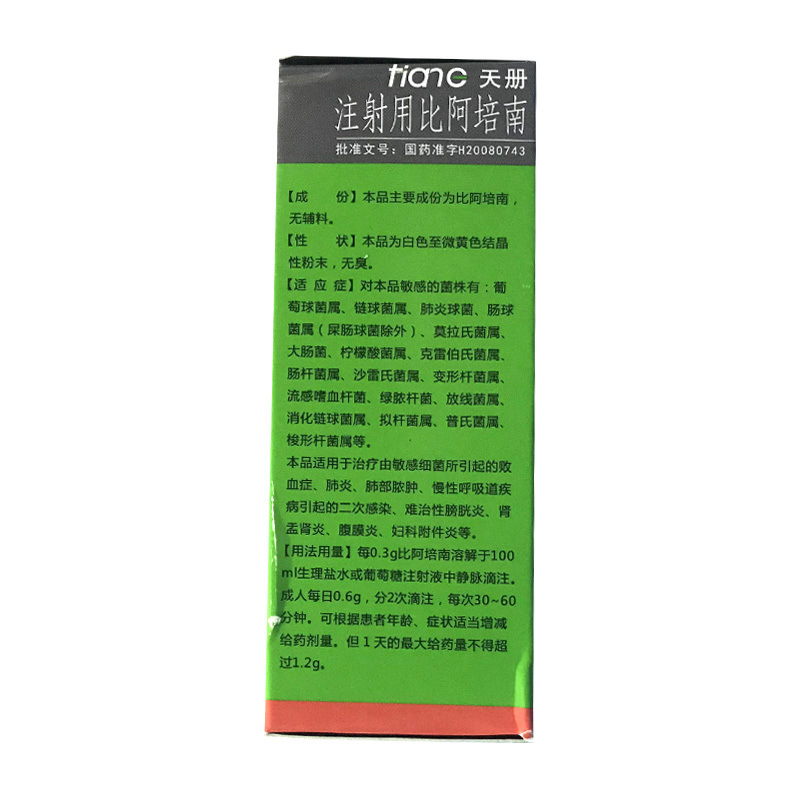 tianc 天册
注射用比阿培南
批准文号：国药准字H20080743
【成 份】本品主要成份为比阿培南，
无辅料。
【性 状】本品为白色至微黄色结晶
性粉末，无臭。
【适 应 症】对本品敏感的菌株有：葡
萄球菌属、链球菌属、肺炎球菌、肠球
菌属（屎肠球菌除外）、莫拉氏菌属、
大肠菌、柠檬酸菌属、克雷伯氏菌属、
肠杆菌属、沙雷氏菌属、变形杆菌属、
流感嗜血杆菌、绿脓杆菌、放线菌属、
消化链球菌属、拟杆菌属、普氏菌属、
梭形杆菌属等。
本品适用于治疗由敏感细菌所引起的败
血症、肺炎、肺部脓肿、慢性呼吸道疾
病引起的二次感染、难治性膀胱炎、肾
盂肾炎、腹膜炎、妇科附件炎等。
【用法用量】每0.3g比阿培南溶解于100
ml生理盐水或葡萄糖注射液中静脉滴注。
成人每日0.6g，分2次滴注，每次30~60
分钟。可根据患者年龄、症状适当增减
给药剂量。但1天的最大给药量不得超
过1.2g。